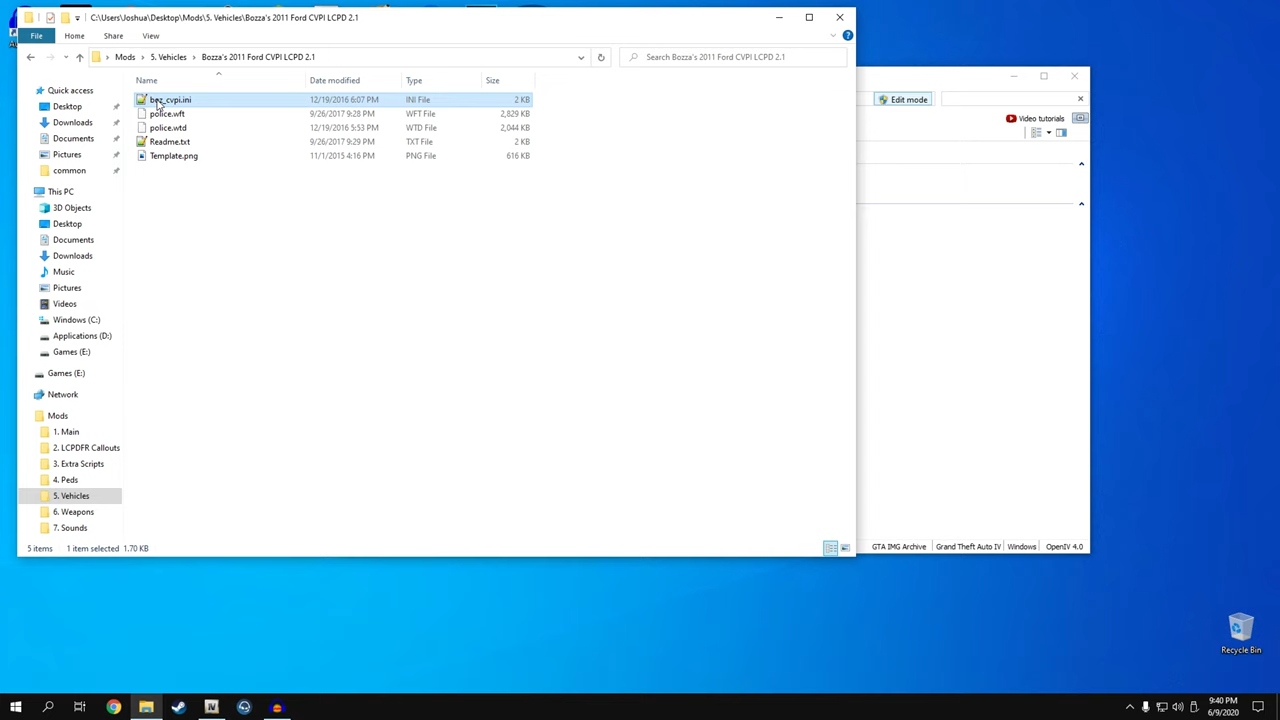 C:\Users\Joshua\Desktop\Mods\5. Vehicles\Bozza's 2011 Ford CVPI LCPD 2.1
File Home Share View
Mods 5. Vehicles Bozza's 2011 Ford CVPI LCPD 2.1 Search Bozza's 2011 Ford CVPI LCPD 2.1
Name Date modified Type Size
boz_cvpi.ini 12/19/2016 6:07 PM INI File 2 KB
police.wft 9/26/2017 9:28 PM WFT File 2,829 KB
police.wtd 12/19/2016 5:53 PM WTD File 2,044 KB
Readme.txt 9/26/2017 9:29 PM TXT File 2 KB
Template.png 11/1/2015 4:16 PM PNG File 616 KB
Quick access
Desktop
Downloads
Documents
Pictures
common
This PC
3D Objects
Desktop
Documents
Downloads
Music
Pictures
Videos
Windows (C:)
Applications (D:)
Games (E:)
Games (E:)
Network
Mods
1. Main
2. LCPDFR Callouts
3. Extra Scripts
4. Peds
5. Vehicles
6. Weapons
7. Sounds
5 items 1 item selected 1.70 KB
Edit mode
Video tutorials
GTA IMG Archive Grand Theft Auto IV Windows OpenIV 4.0
Recycle Bin
9:40 PM
6/9/2020